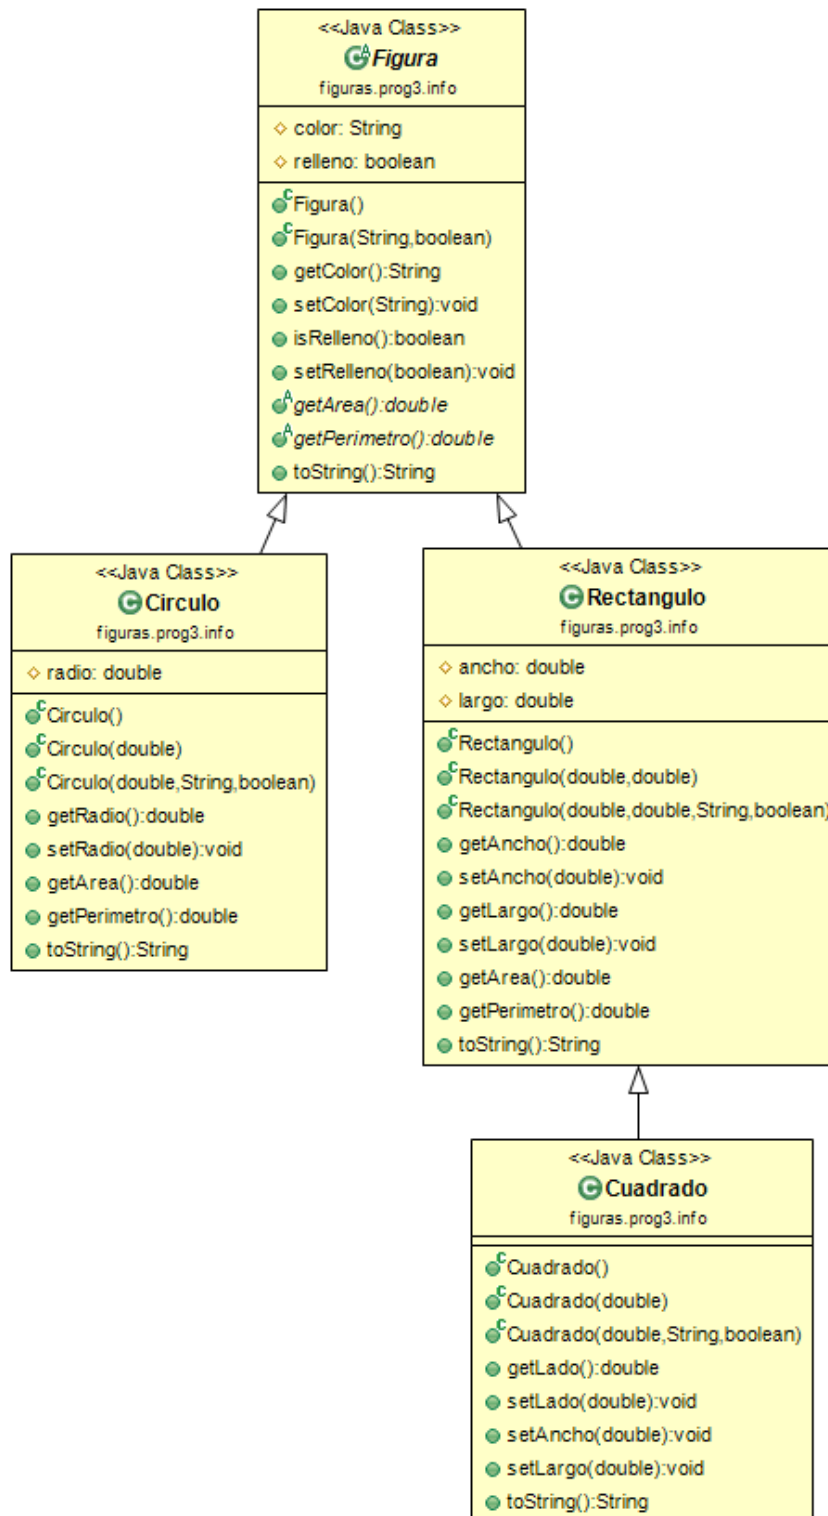 <<Java Class>>
Figura
figuras.prog3.info
color: String
relleno: boolean
Figura()
Figura(String,boolean)
getColor():String
setColor(String):void
isRelleno():boolean
setRelleno(boolean):void
getArea():double
getPerimetro():double
toString():String
<<Java Class>>
Circulo
figuras.prog3.info
radio: double
Circulo()
Circulo(double)
Circulo(double,String,boolean)
getRadio():double
setRadio(double):void
getArea():double
getPerimetro():double
toString():String
<<Java Class>>
Rectangulo
figuras.prog3.info
ancho: double
largo: double
Rectangulo()
Rectangulo(double,double)
Rectangulo(double,double,String,boolean)
getAncho():double
setAncho(double):void
getLargo():double
setLargo(double):void
getArea():double
getPerimetro():double
toString():String
<<Java Class>>
Cuadrado
figuras.prog3.info
Cuadrado()
Cuadrado(double)
Cuadrado(double,String,boolean)
getLado():double
setLado(double):void
setAncho(double):void
setLargo(double):void
toString():String